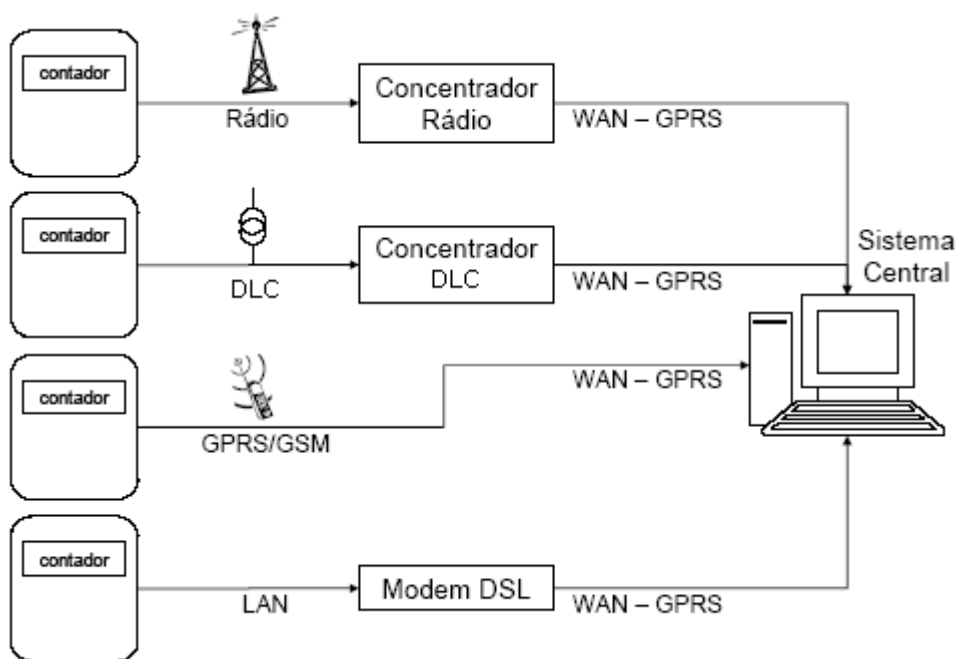 contador
Rádio
Concentrador
Rádio
WAN – GPRS
contador
DLC
Concentrador
DLC
WAN – GPRS
Sistema
Central
contador
GPRS/GSM
WAN – GPRS
contador
LAN
Modem DSL
WAN – GPRS